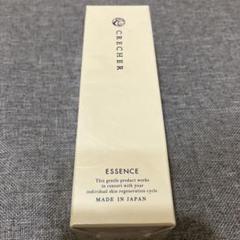 CRECHER
ESSENCE
This gentle product works
in concert with your
individual skin regeneration cycle
MADE IN JAPAN